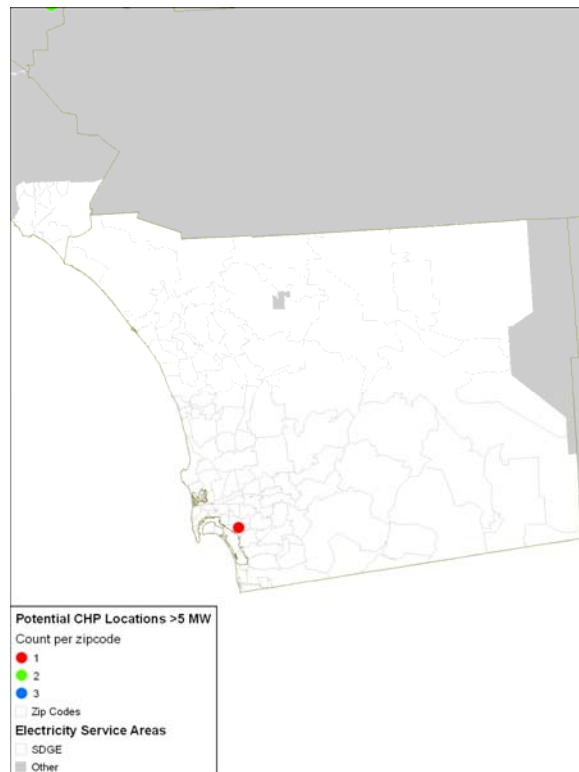 Potential CHP Locations >5 MW
Count per zipcode
1
2
3
Zip Codes
Electricity Service Areas
SDGE
Other